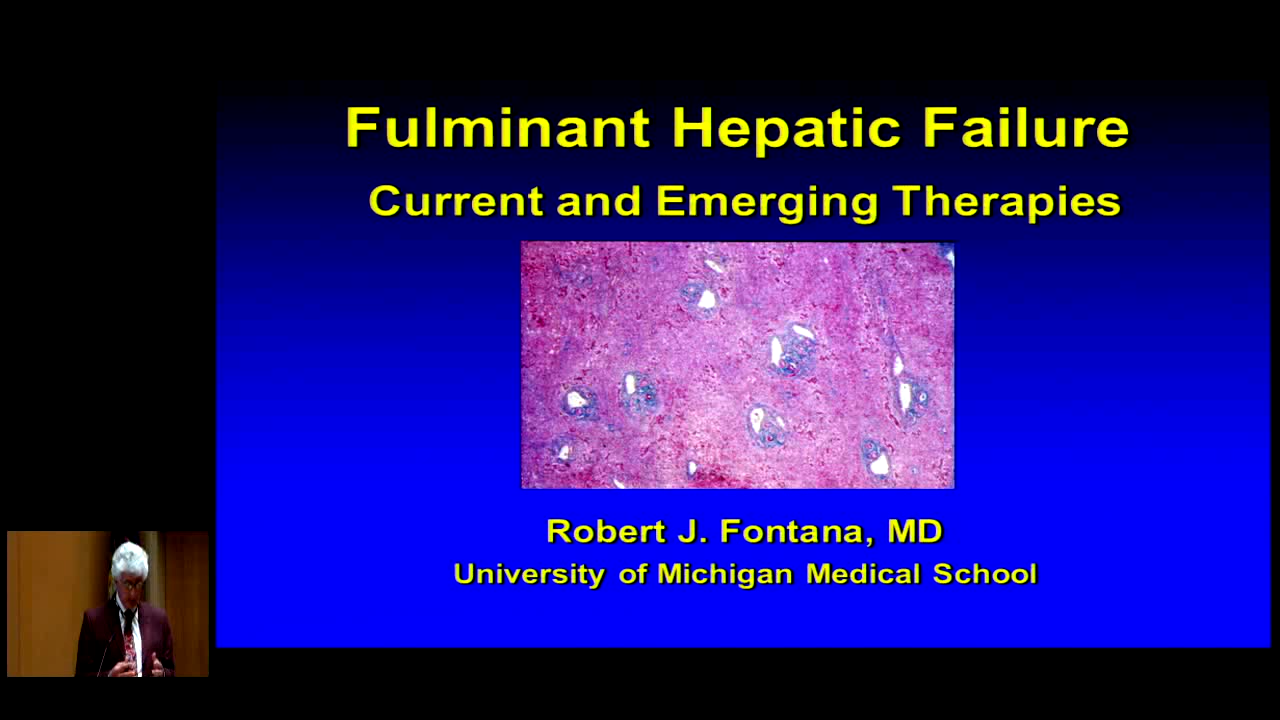 Fulminant Hepatic Failure
Current and Emerging Therapies
Robert J. Fontana, MD
University of Michigan Medical School